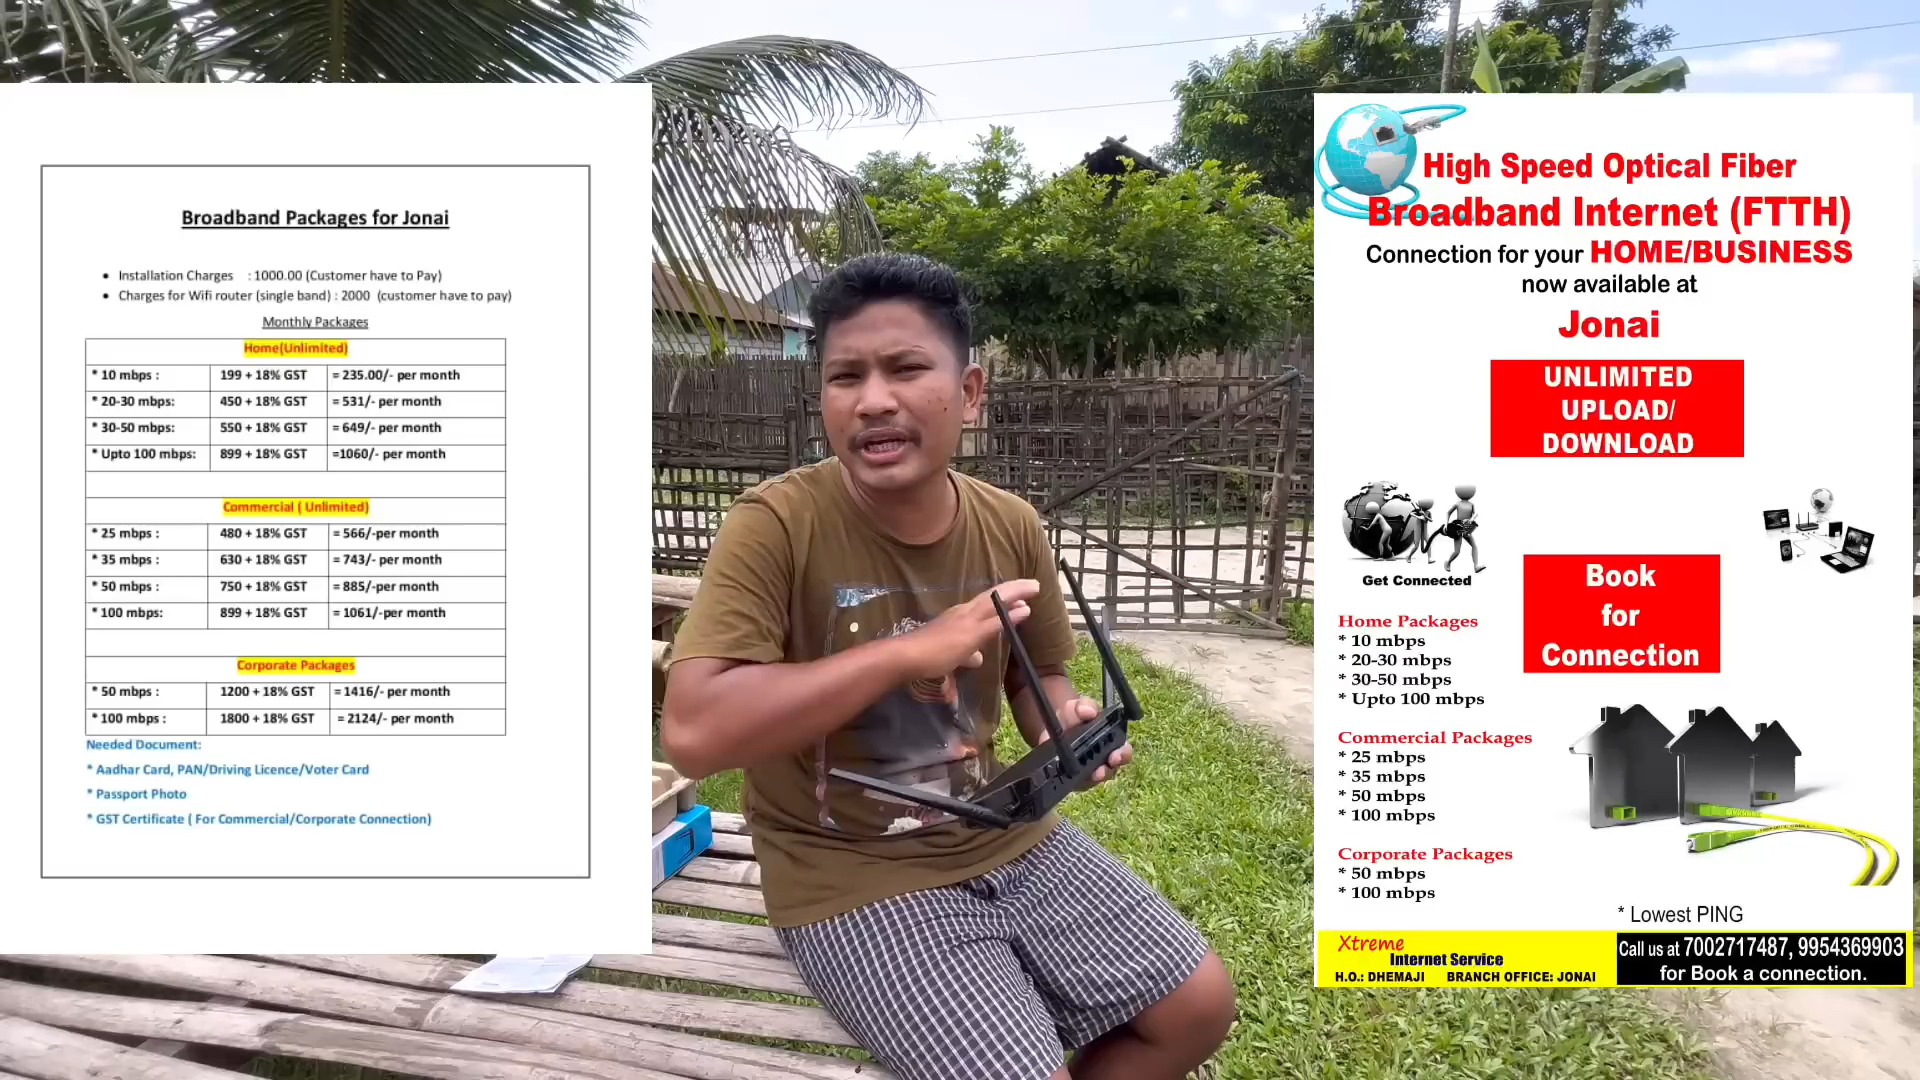 Broadband Packages for Jonai
• Installation Charges : 1000.00 (Customer have to Pay)
• Charges for Wifi router (single band) : 2000 (customer have to pay)
Monthly Packages
Home(Unlimited)
* 10 mbps : 199 + 18% GST = 235.00/- per month
* 20-30 mbps: 450 + 18% GST = 531/- per month
* 30-50 mbps: 550 + 18% GST = 649/- per month
* Upto 100 mbps: 899 + 18% GST =1060/- per month
Commercial ( Unlimited)
* 25 mbps : 480 + 18% GST = 566/-per month
* 35 mbps : 630 + 18% GST = 743/- per month
* 50 mbps : 750 + 18% GST = 885/-per month
* 100 mbps: 899 + 18% GST = 1061/-per month
Corporate Packages
* 50 mbps : 1200 + 18% GST = 1416/- per month
* 100 mbps : 1800 + 18% GST = 2124/- per month
Needed Document:
* Aadhar Card, PAN/Driving Licence/Voter Card
* Passport Photo
* GST Certificate ( For Commercial/Corporate Connection)
High Speed Optical Fiber
Broadband Internet (FTTH)
Connection for your HOME/BUSINESS
now available at
Jonai
UNLIMITED
UPLOAD/
DOWNLOAD
Get Connected
Book
for
Connection
Home Packages
* 10 mbps
* 20-30 mbps
* 30-50 mbps
* Upto 100 mbps
Commercial Packages
* 25 mbps
* 35 mbps
* 50 mbps
* 100 mbps
Corporate Packages
* 50 mbps
* 100 mbps
* Lowest PING
Xtreme
Internet Service
H.O.: DHEMAJI BRANCH OFFICE: JONAI
Call us at 7002717487, 9954369903
for Book a connection.